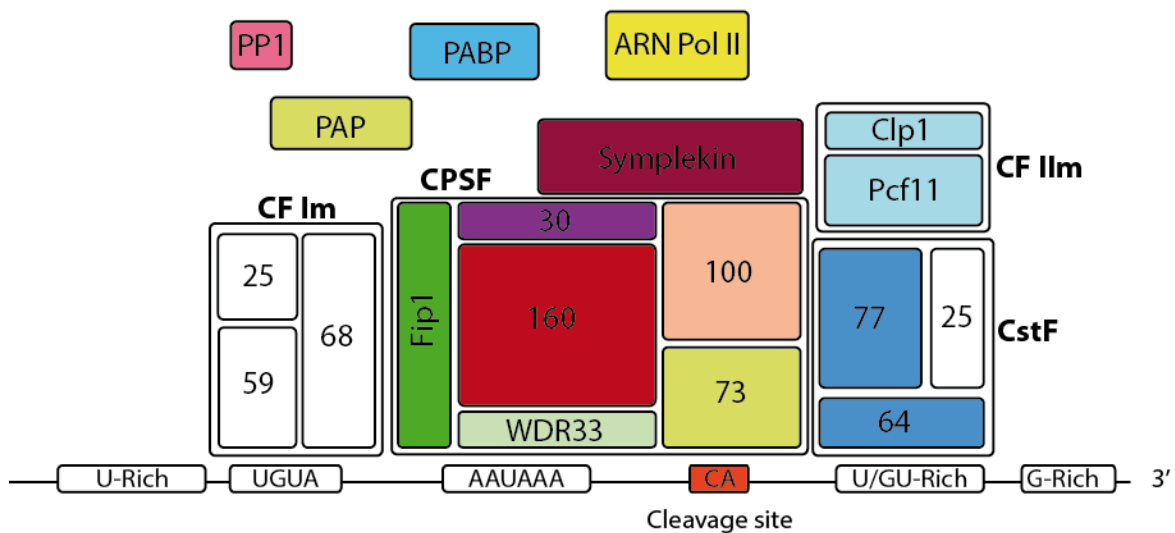 PP1
PABP
ARN Pol II
PAP
Symplekin
Clp1
Pcf11
CF IIm
CPSF
CF Im
25
68
59
Fip1
30
160
WDR33
100
73
77
25
64
CstF
U-Rich
UGUA
AAUAAA
CA
U/GU-Rich
G-Rich
3'
Cleavage site